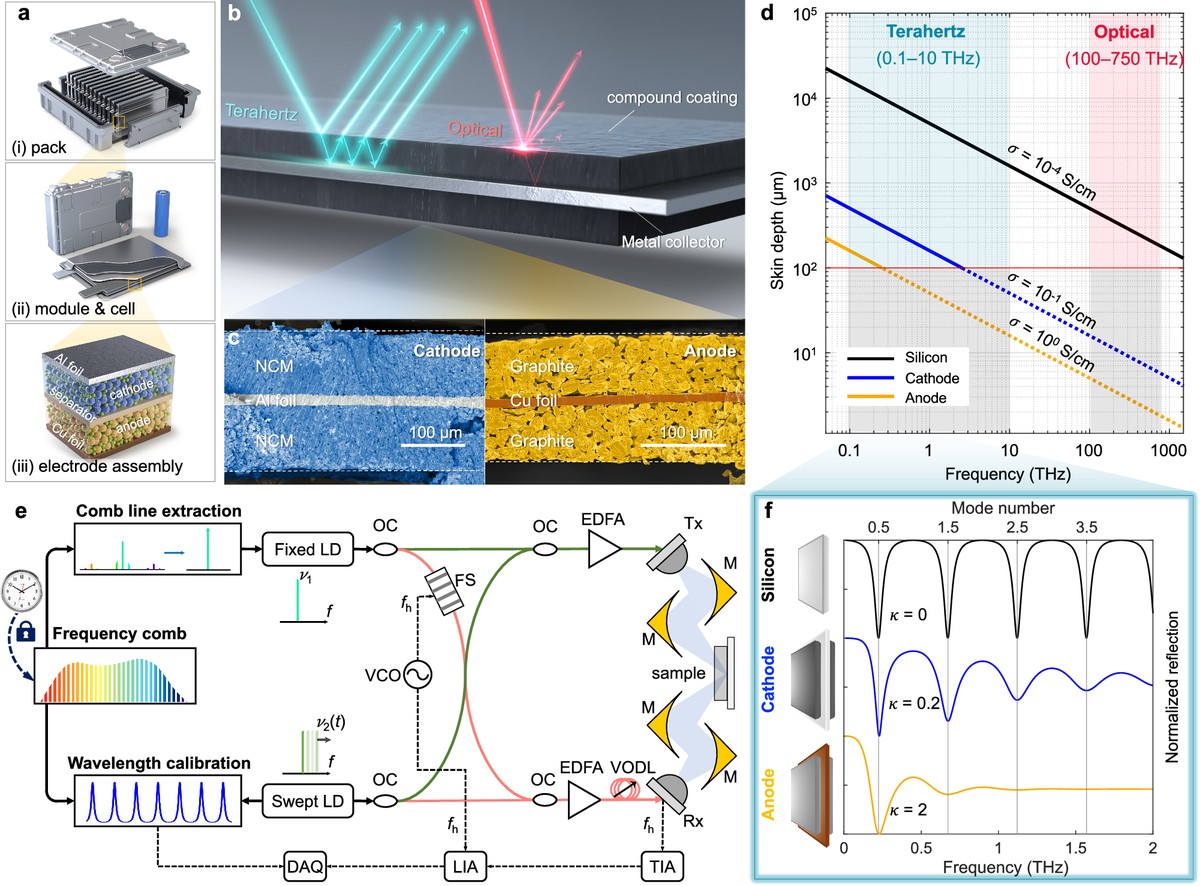 a
(i) pack
(ii) module & cell
Al foil
cathode
separator
anode
Cu foil
(iii) electrode assembly
b
Terahertz
Optical
compound coating
Metal collector
c
NCM
Cathode
Al foil
NCM
100 μm
Graphite
Anode
Cu foil
Graphite
100 μm
d
Terahertz
(0.1–10 THz)
Optical
(100–750 THz)
10⁵
10⁴
10³
10²
10¹
Skin depth (μm)
σ = 10⁻⁴ S/cm
σ = 10⁻¹ S/cm
σ = 10⁰ S/cm
Silicon
Cathode
Anode
0.1 1 10 100 1000
Frequency (THz)
e
Comb line extraction
Fixed LD
OC
OC
EDFA
Tx
ν₁
f
FS
fₕ
M
M
Frequency comb
VCO
sample
ν₂(t)
f
M
M
Wavelength calibration
Swept LD
OC
OC
EDFA
VODL
Rx
fₕ
fₕ
DAQ
LIA
TIA
f
Mode number
0.5 1.5 2.5 3.5
Silicon
κ = 0
Cathode
κ = 0.2
Anode
κ = 2
Normalized reflection
0 0.5 1 1.5 2
Frequency (THz)